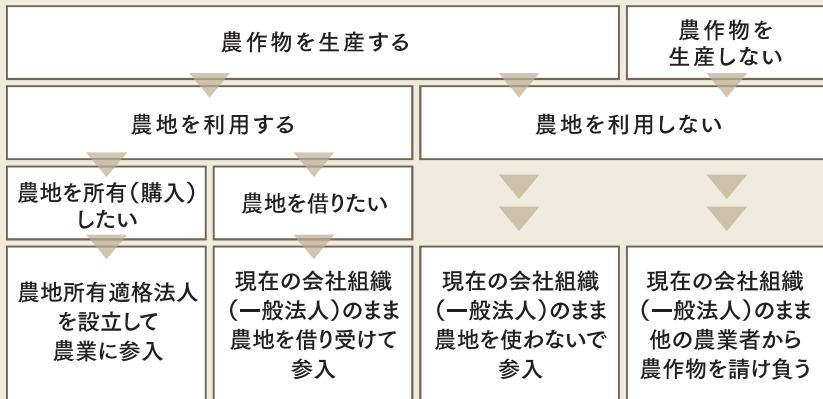 農作物を生産する
農作物を
生産しない
農地を利用する
農地を利用しない
農地を所有（購入）
したい
農地を借りたい
農地所有適格法人
を設立して
農業に参入
現在の会社組織
（一般法人）のまま
農地を借り受けて
参入
現在の会社組織
（一般法人）のまま
農地を使わないで
参入
現在の会社組織
（一般法人）のまま
他の農業者から
農作物を請け負う